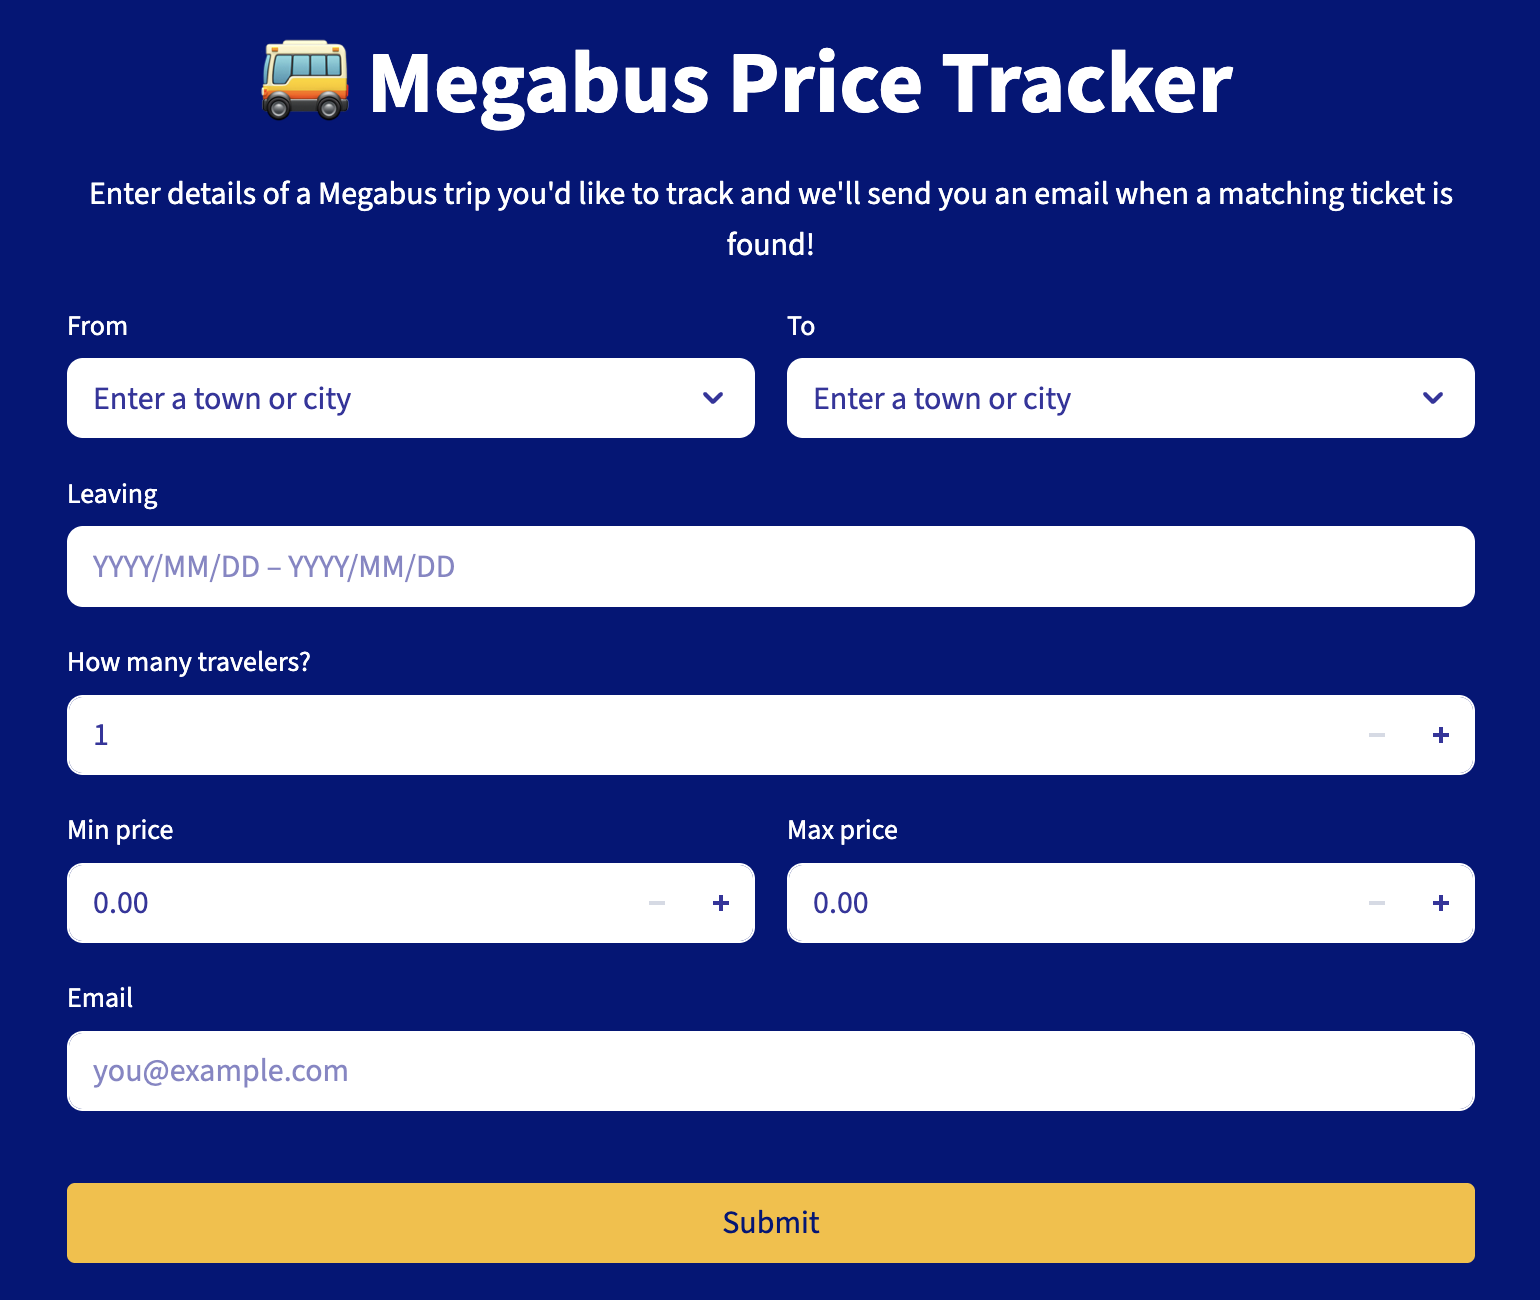 Megabus Price Tracker
Enter details of a Megabus trip you'd like to track and we'll send you an email when a matching ticket is
found!
From
To
Enter a town or city
Enter a town or city
Leaving
YYYY/MM/DD – YYYY/MM/DD
How many travelers?
1
Min price
Max price
0.00
0.00
Email
you@example.com
Submit